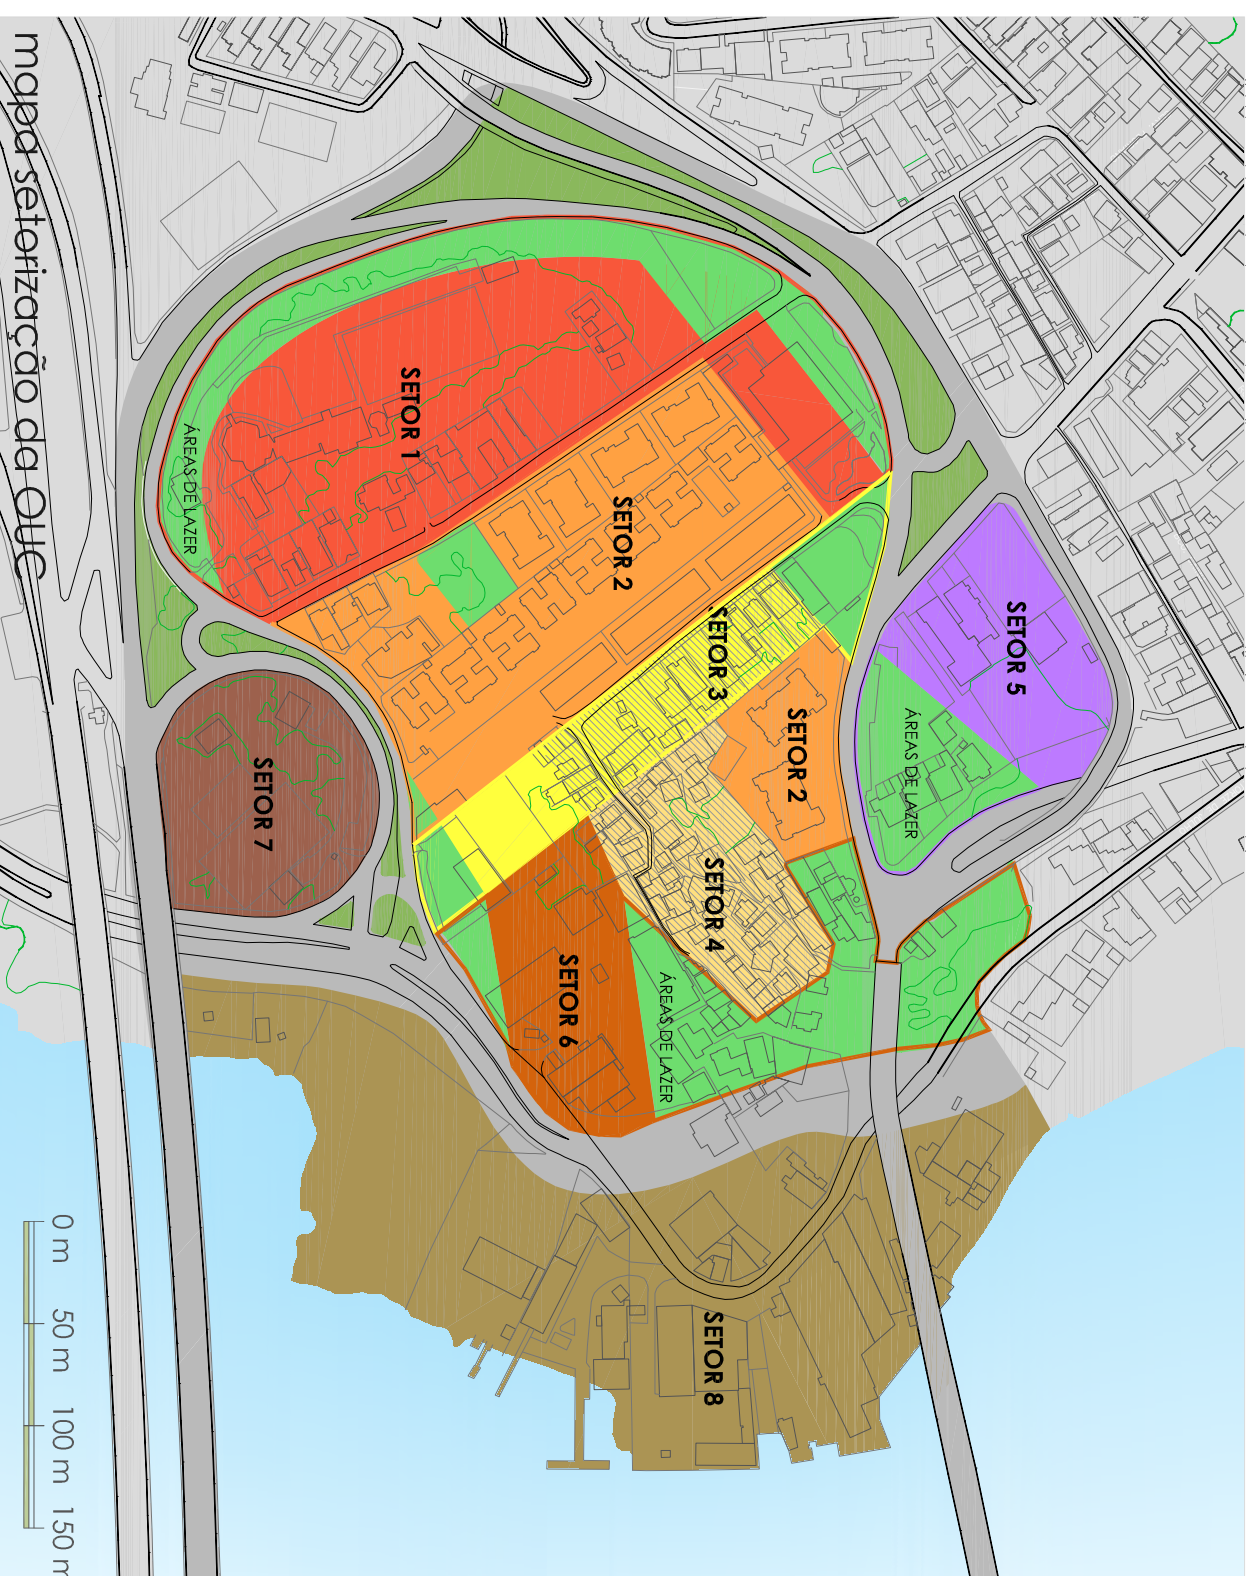 mapa setorização da OUC
SETOR 1
ÁREAS DE LAZER
SETOR 2
SETOR 3
SETOR 2
SETOR 5
ÁREAS DE LAZER
SETOR 7
SETOR 4
SETOR 6
ÁREAS DE LAZER
SETOR 8
0 m 50 m 100 m 150 m